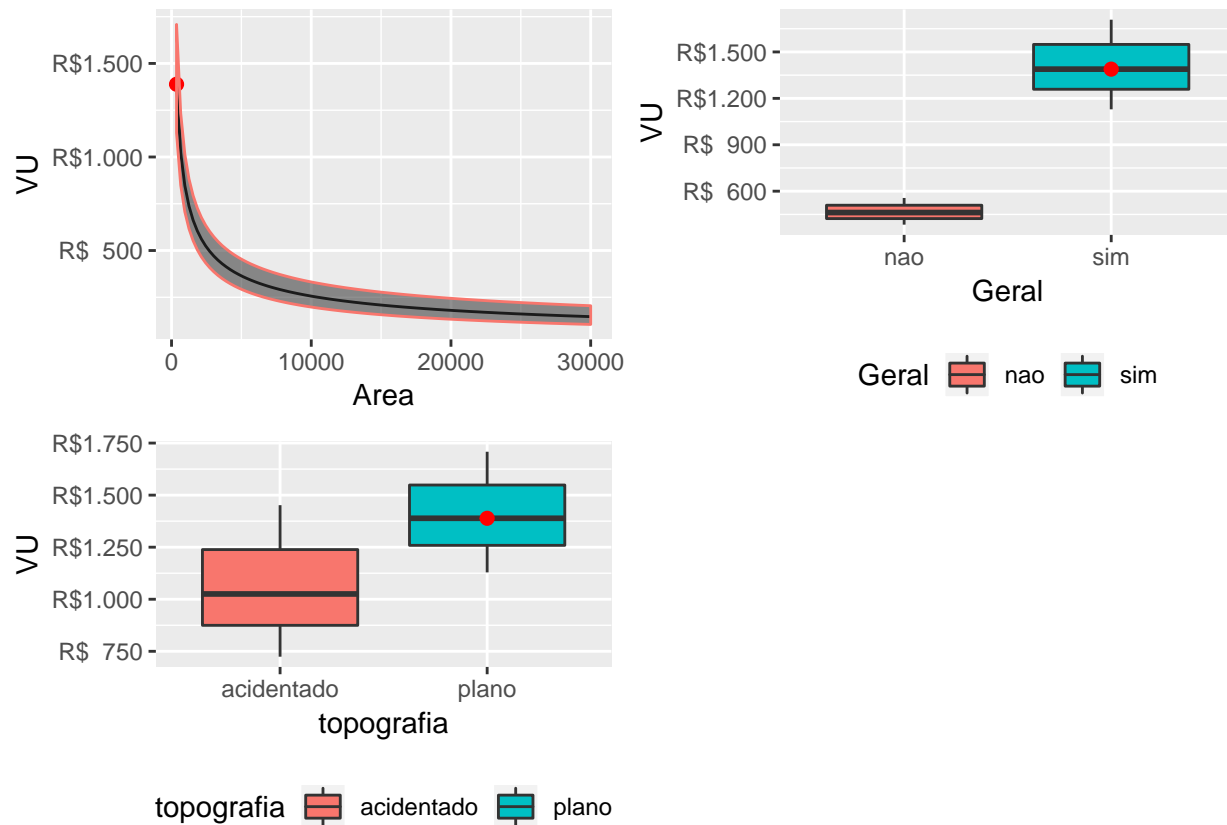 R$1.500
R$1.000
R$ 500
VU
0 10000 20000 30000
Area
R$1.500
R$1.200
R$ 900
R$ 600
VU
nao sim
Geral
Geral nao sim
R$1.750
R$1.500
R$1.250
R$1.000
R$ 750
VU
acidentado plano
topografia
topografia acidentado plano